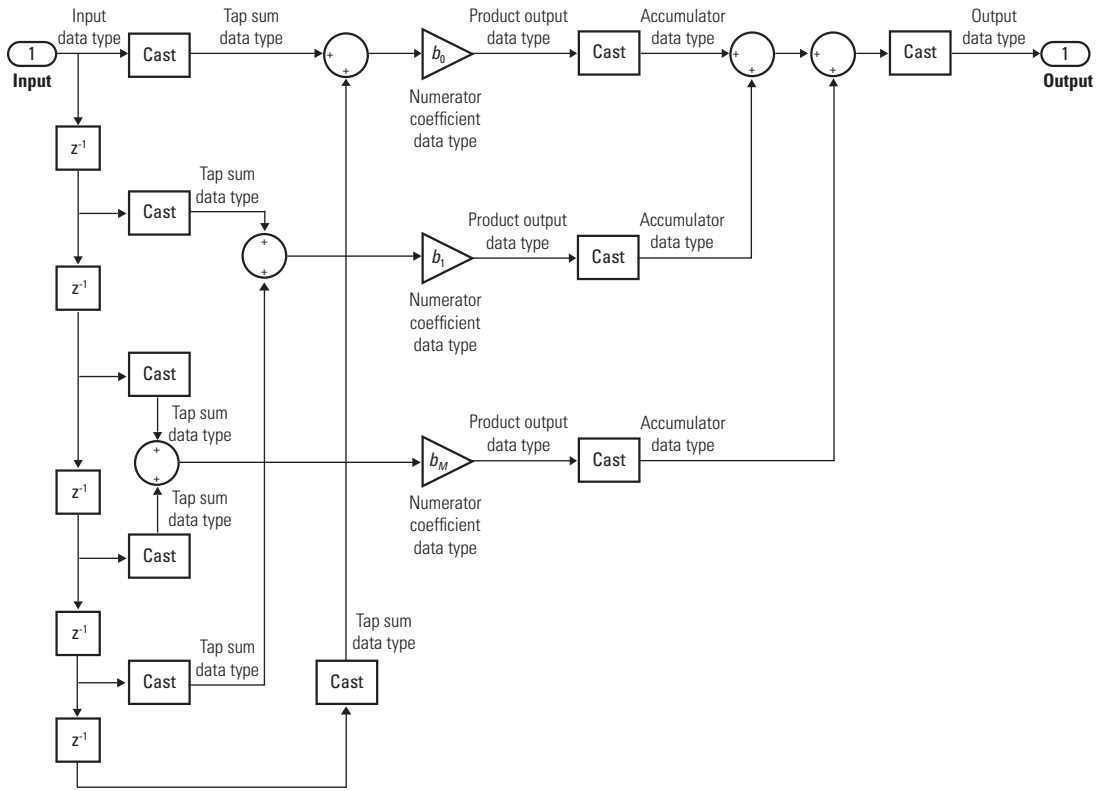 Input
data type
Tap sum
data type
Product output
data type
Accumulator
data type
Output
data type
1
Input
Cast
+
+
b0
Cast
+
+
+
+
Cast
1
Output
Numerator
coefficient
data type
z-1
Tap sum
data type
Cast
+
+
Product output
data type
Accumulator
data type
b1
Cast
z-1
Numerator
coefficient
data type
Cast
Tap sum
data type
+
+
Product output
data type
Accumulator
data type
bM
Cast
z-1
Tap sum
data type
Numerator
coefficient
data type
Cast
z-1
Tap sum
data type
Tap sum
data type
Cast
Cast
z-1